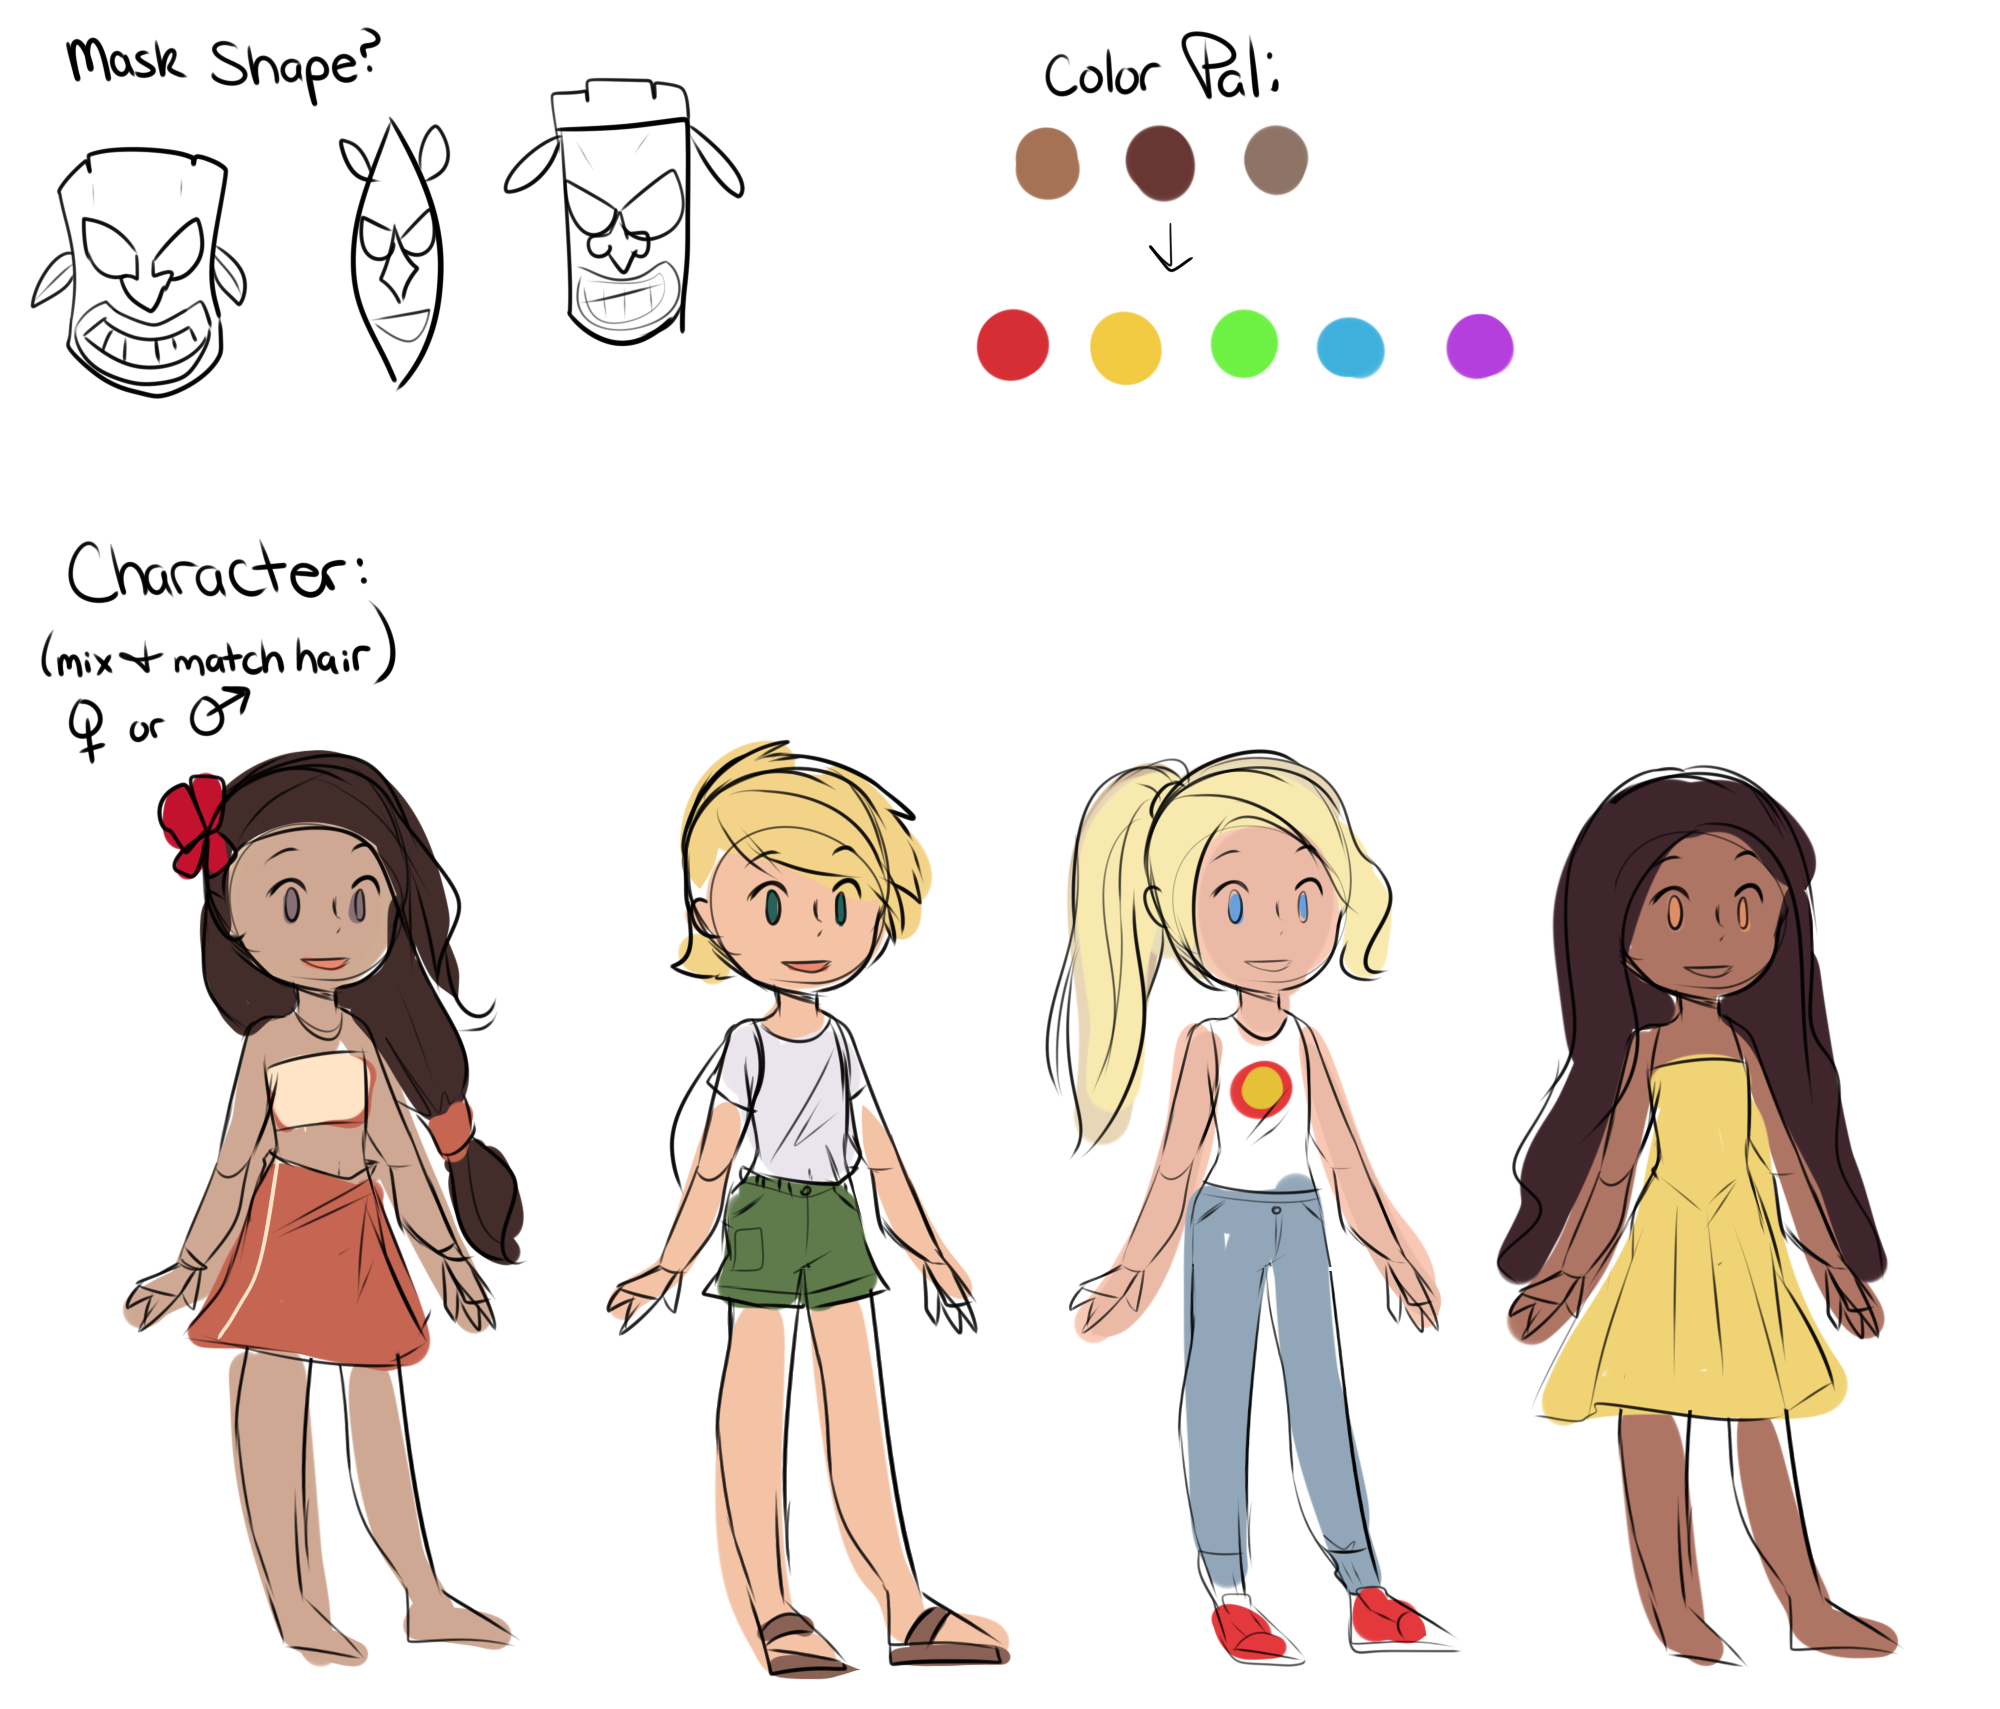 Mask Shape?
Color Pal:
Character:
(mix + match hair)
♀ or ♂